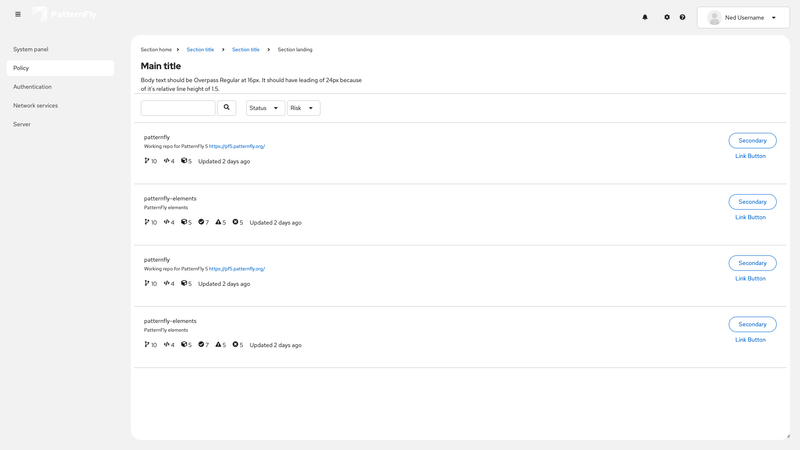 PatternFly
Ned Username
System panel
Policy
Authentication
Network services
Server
Section home Section title Section title Section landing
Main title
Body text should be Overpass Regular at 16px. It should have leading of 24px because
of it's relative line height of 1.5.
Status Risk
patternfly
Working repo for PatternFly 5 https://pf5.patternfly.org/
10 4 5 Updated 2 days ago
Secondary
Link Button
patternfly-elements
PatternFly elements
10 4 5 7 5 5 Updated 2 days ago
Secondary
Link Button
patternfly
Working repo for PatternFly 5 https://pf5.patternfly.org/
10 4 5 Updated 2 days ago
Secondary
Link Button
patternfly-elements
PatternFly elements
10 4 5 7 5 5 Updated 2 days ago
Secondary
Link Button